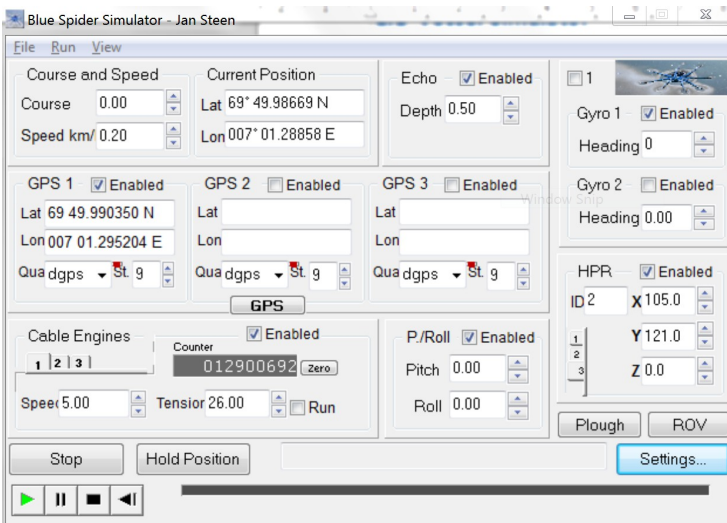 Blue Spider Simulator - Jan Steen
File Run View
Course and Speed
Course 0.00
Speed km/ 0.20
Current Position
Lat 69° 49.98669 N
Lon 007° 01.28858 E
Echo Enabled
Depth 0.50
1
Gyro 1 Enabled
Heading 0
Gyro 2 Enabled
Heading 0.00
GPS 1 Enabled
Lat 69 49.990350 N
Lon 007 01.295204 E
Qua dgps St. 9
GPS 2 Enabled
Lat
Lon
Qua dgps St. 9
GPS 3 Enabled
Lat
Lon
Qua dgps St. 9
Window Snip
GPS
HPR Enabled
ID 2 X 105.0
Y 121.0
Z 0.0
1
2
3
Cable Engines Enabled
1 2 3
Counter
012900692 Zero
Speed 5.00 Tension 26.00 Run
P./Roll Enabled
Pitch 0.00
Roll 0.00
Plough ROV
Stop Hold Position Settings...